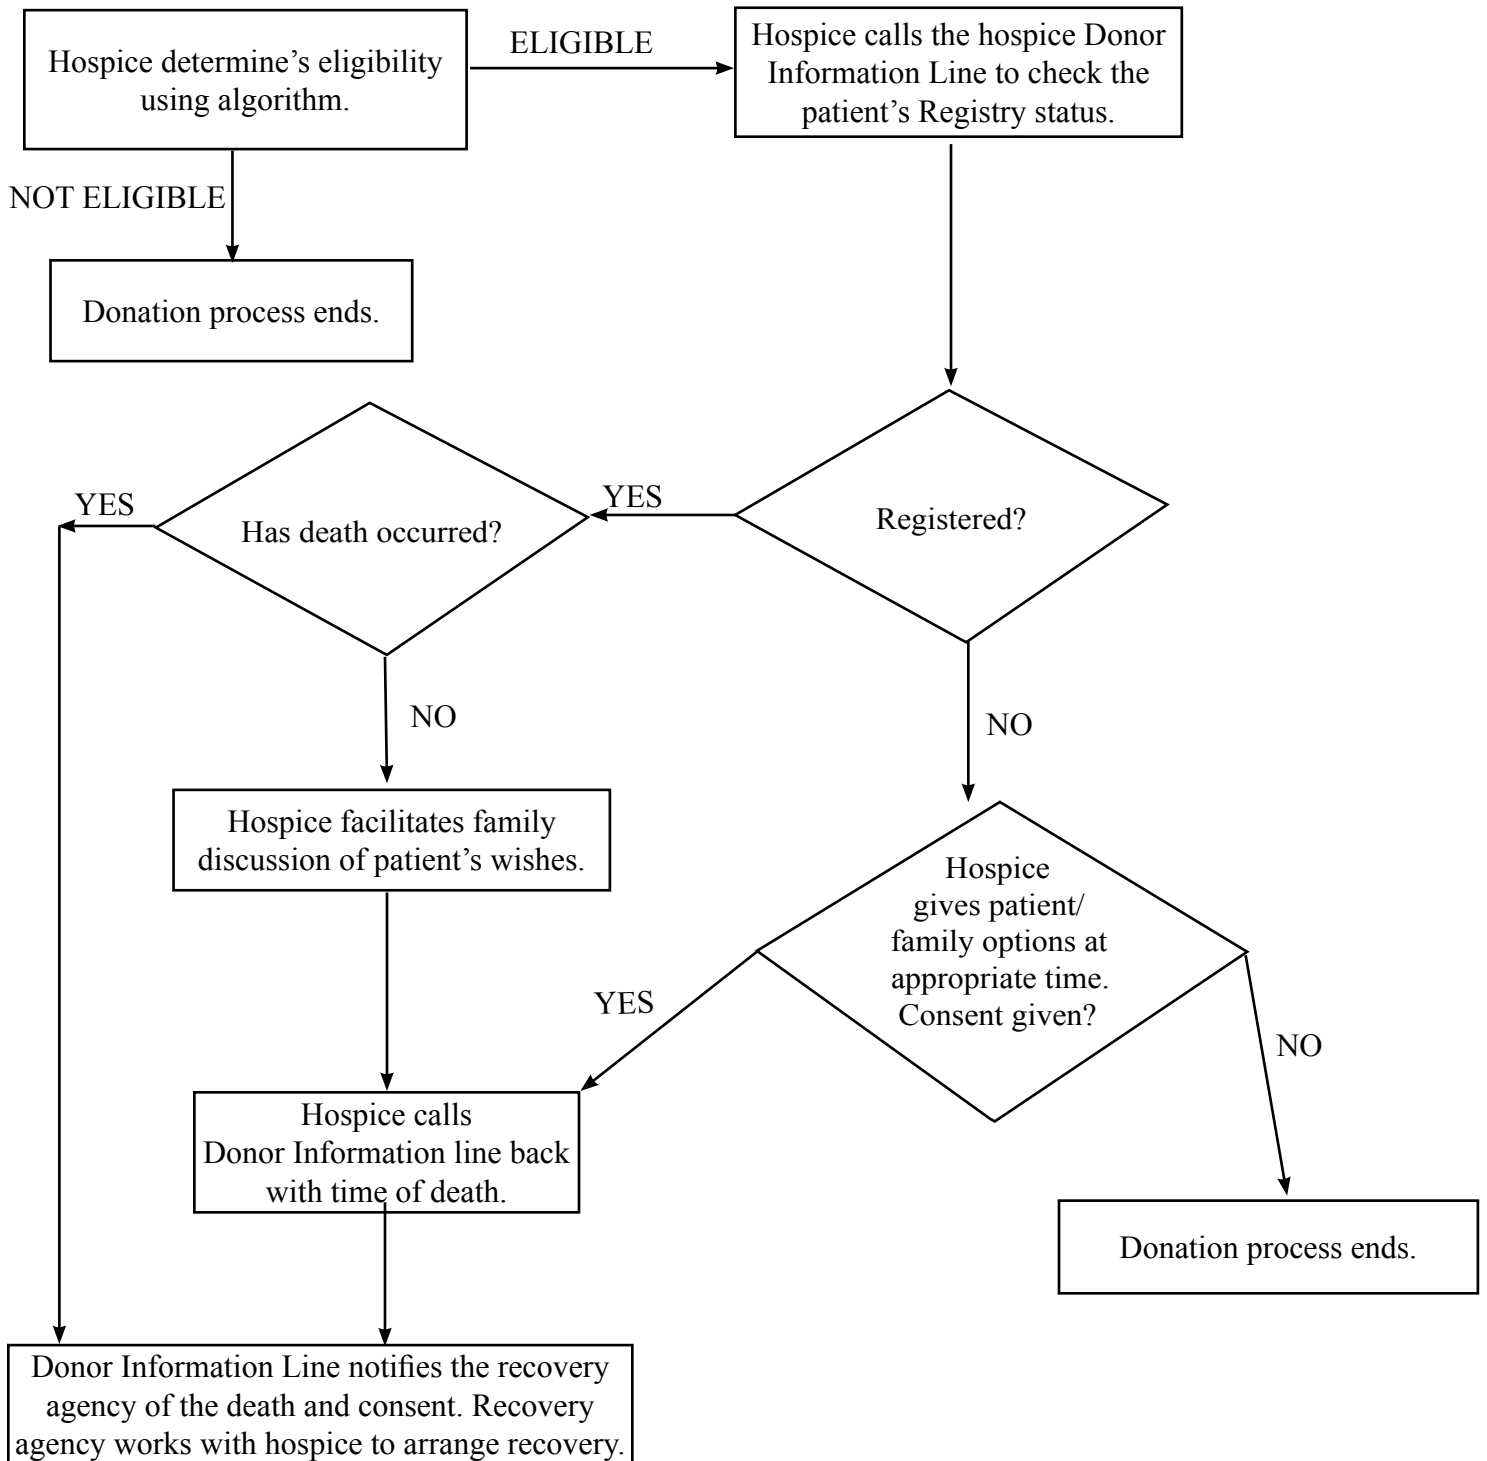 Hospice determine’s eligibility
using algorithm.
ELIGIBLE
Hospice calls the hospice Donor
Information Line to check the
patient’s Registry status.
NOT ELIGIBLE
Donation process ends.
Registered?
YES
Has death occurred?
YES
NO
Hospice facilitates family
discussion of patient’s wishes.
NO
Hospice
gives patient/
family options at
appropriate time.
Consent given?
YES
NO
Hospice calls
Donor Information line back
with time of death.
Donation process ends.
Donor Information Line notifies the recovery
agency of the death and consent. Recovery
agency works with hospice to arrange recovery.